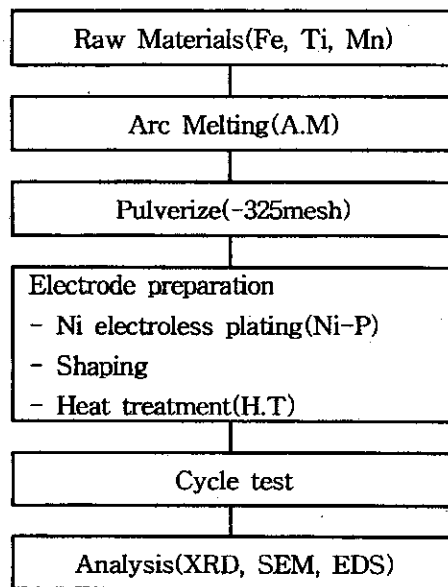 Raw Materials(Fe, Ti, Mn)
Arc Melting(A.M)
Pulverize(-325mesh)
Electrode preparation
- Ni electroless plating(Ni-P)
- Shaping
- Heat treatment(H.T)
Cycle test
Analysis(XRD, SEM, EDS)